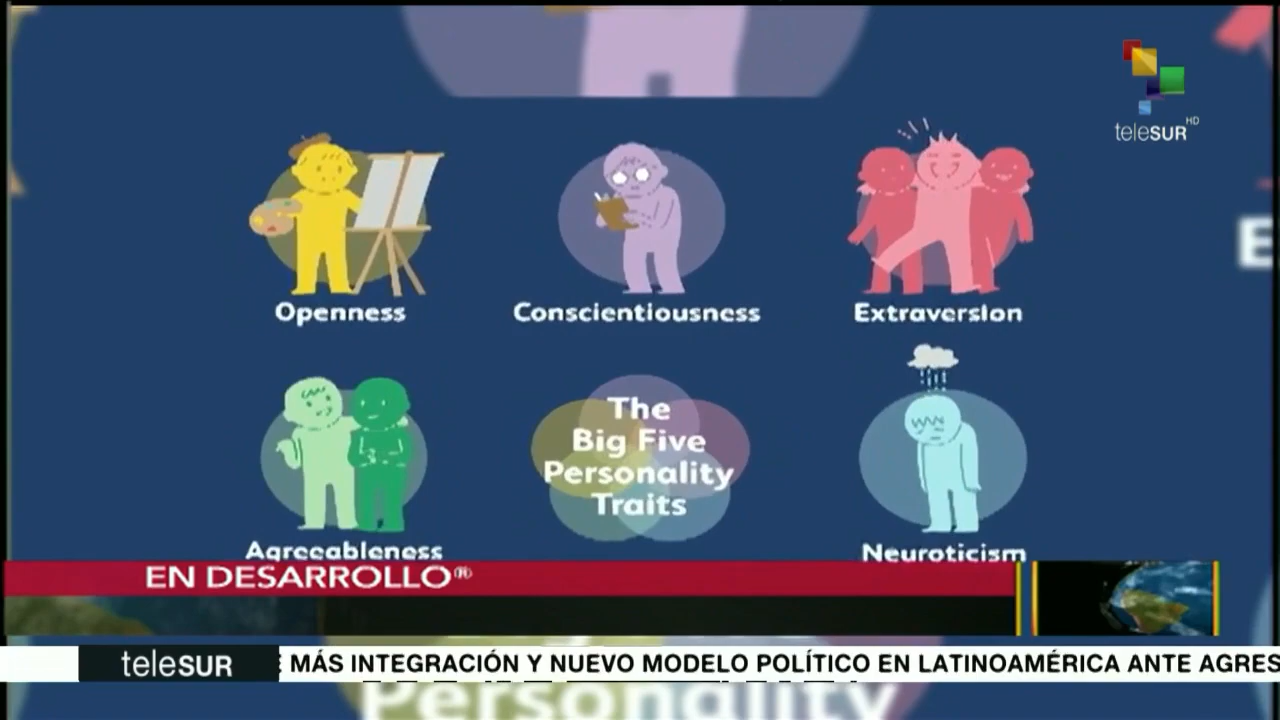 teleSUR HD
E
Openness
Conscientiousness
Extraversion
The
Big Five
Personality
Traits
Agreeableness
Neuroticism
EN DESARROLLO®
teleSUR
MÁS INTEGRACIÓN Y NUEVO MODELO POLÍTICO EN LATINOAMÉRICA ANTE AGRES
Personality